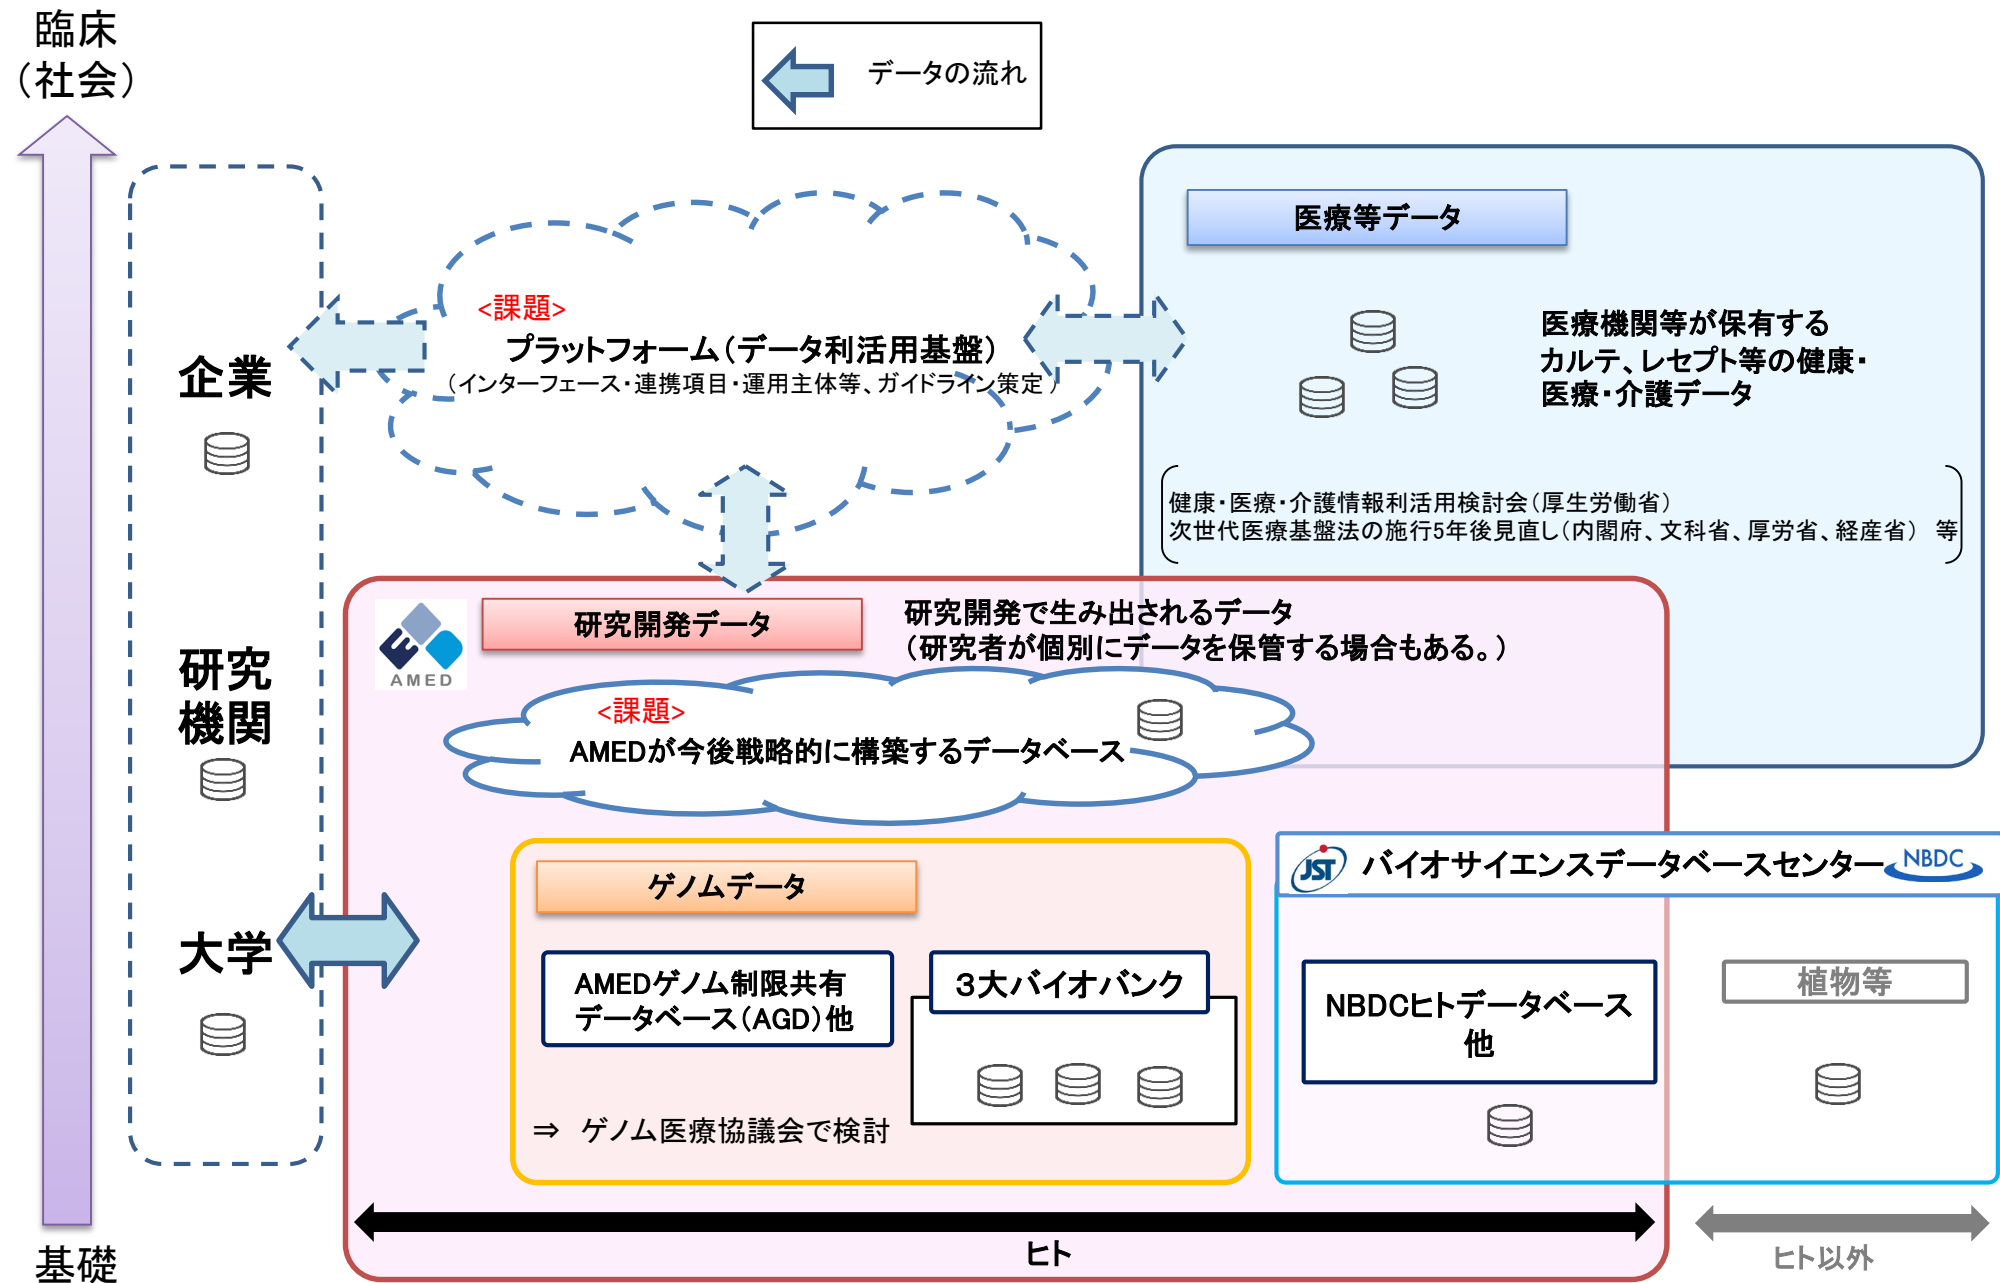 臨床
（社会）
データの流れ
医療等データ
<課題>
プラットフォーム（データ利活用基盤）
（インターフェース・連携項目・運用主体等、ガイドライン策定）
医療機関等が保有する
カルテ、レセプト等の健康・
医療・介護データ
企業
健康・医療・介護情報利活用検討会（厚生労働省）
次世代医療基盤法の施行5年後見直し（内閣府、文科省、厚労省、経産省）　等
AMED
研究開発データ
研究開発で生み出されるデータ
（研究者が個別にデータを保管する場合もある。）
研究
機関
<課題>
AMEDが今後戦略的に構築するデータベース
ゲノムデータ
JST
バイオサイエンスデータベースセンター
NBDC
大学
AMEDゲノム制限共有
データベース（AGD）他
３大バイオバンク
NBDCヒトデータベース
他
植物等
⇒　ゲノム医療協議会で検討
ヒト
ヒト以外
基礎